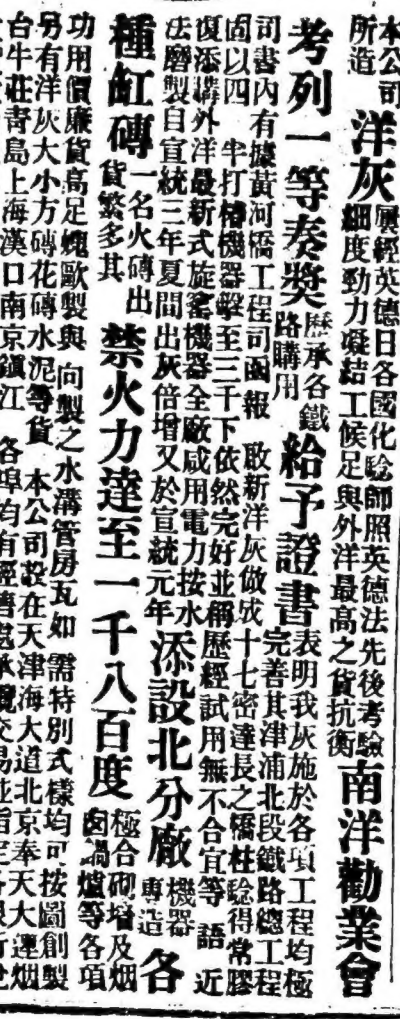 本公司
所造
洋灰
屢經英德日各國化驗師照英德法先後考驗
細度勁力凝結工候足與外洋最高之貨抗衡
南洋勸業會
考列一等奏獎
歷承各鐵
路購用
給予證書
表明我灰施於各項工程均極
完善其津浦北段鐵路總工程
司書內有據黃河橋工程司函報 啟新洋灰做成十七密達長之橋柱驗得常膠
固以四 半打樁機器擊至三千下依然完好並稱歷經試用無不合宜等語 近
復添購外洋最新式旋窰機器全廠咸用電力按水
法磨製自宣統三年夏間出灰倍增又於宣統元年
添設北分廠
機器
專造
各
種缸磚
一名火磚出
貨繁多其
禁火力達至一千八百度
極合砌墻及烟
鹵鍋爐等各項
功用價廉貨高足媲歐製與 向製之水溝管房瓦如 需特別式樣均可按圖創製
另有洋灰大小方磚花磚水泥等貨 本公司設在天津海大道北京奉天大連烟
台牛莊青島上海漢口南京鎮江 各埠均有經售處承攬交易